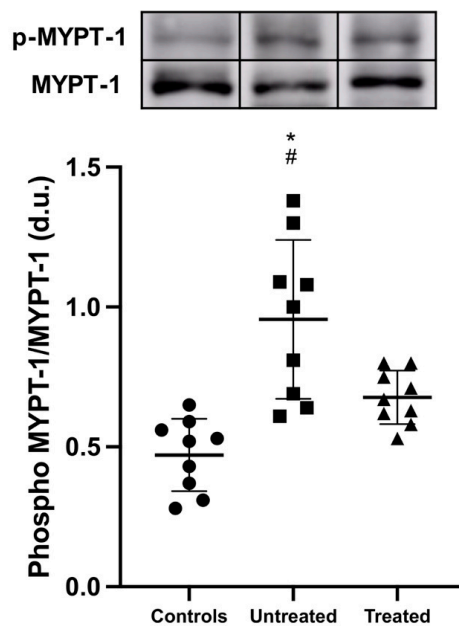 p-MYPT-1
MYPT-1
*
#
Phospho MYPT-1/MYPT-1 (d.u.)
1.5
1.0
0.5
0.0
Controls Untreated Treated